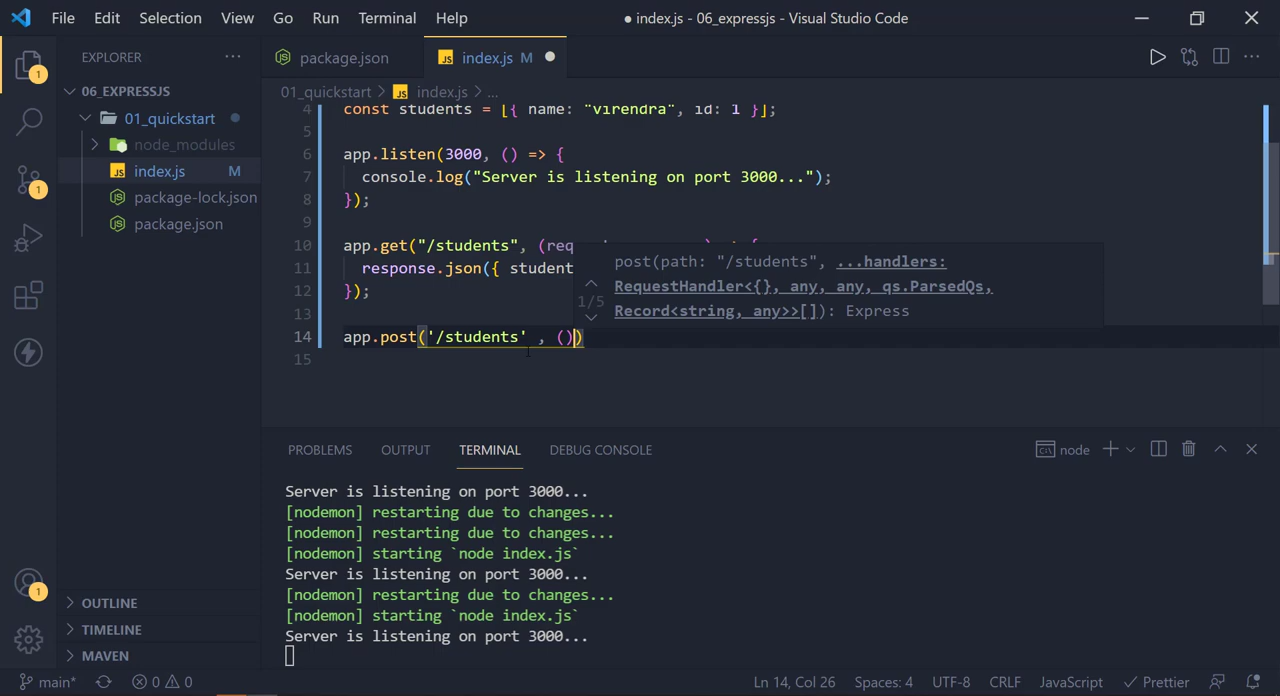 File Edit Selection View Go Run Terminal Help ● index.js - 06_expressjs - Visual Studio Code
EXPLORER ...
1
06_EXPRESSJS
01_quickstart
node_modules
index.js M
package-lock.json
package.json
1
1
OUTLINE
TIMELINE
MAVEN
package.json index.js M
01_quickstart > index.js > ...
4 const students = [{ name: "virendra", id: 1 }];
5
6 app.listen(3000, () => {
7 console.log("Server is listening on port 3000...");
8 });
9
10 app.get("/students", (req
11 response.json({ student
12 });
13
14 app.post('/students' , ())
15
post(path: "/students", ...handlers:
RequestHandler<{}, any, any, qs.ParsedQs,
1/5
Record<string, any>>[]): Express
PROBLEMS OUTPUT TERMINAL DEBUG CONSOLE node
Server is listening on port 3000...
[nodemon] restarting due to changes...
[nodemon] restarting due to changes...
[nodemon] starting `node index.js`
Server is listening on port 3000...
[nodemon] restarting due to changes...
[nodemon] starting `node index.js`
Server is listening on port 3000...
main* 0 0 Ln 14, Col 26 Spaces: 4 UTF-8 CRLF JavaScript Prettier